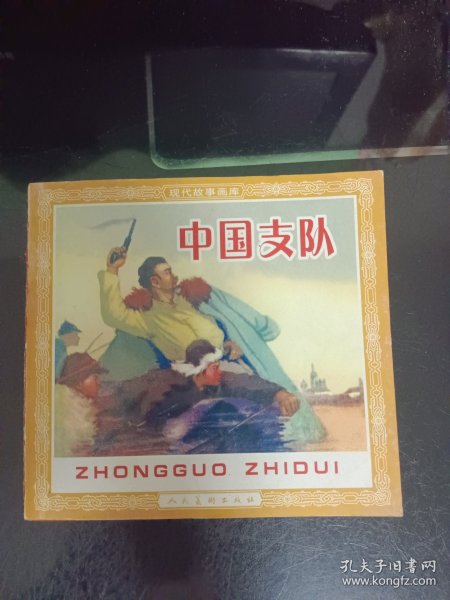 现代故事画库
中国支队
ZHONGGUO ZHIDUI
人民美术出版社
孔夫子旧书网
www.kongfz.com